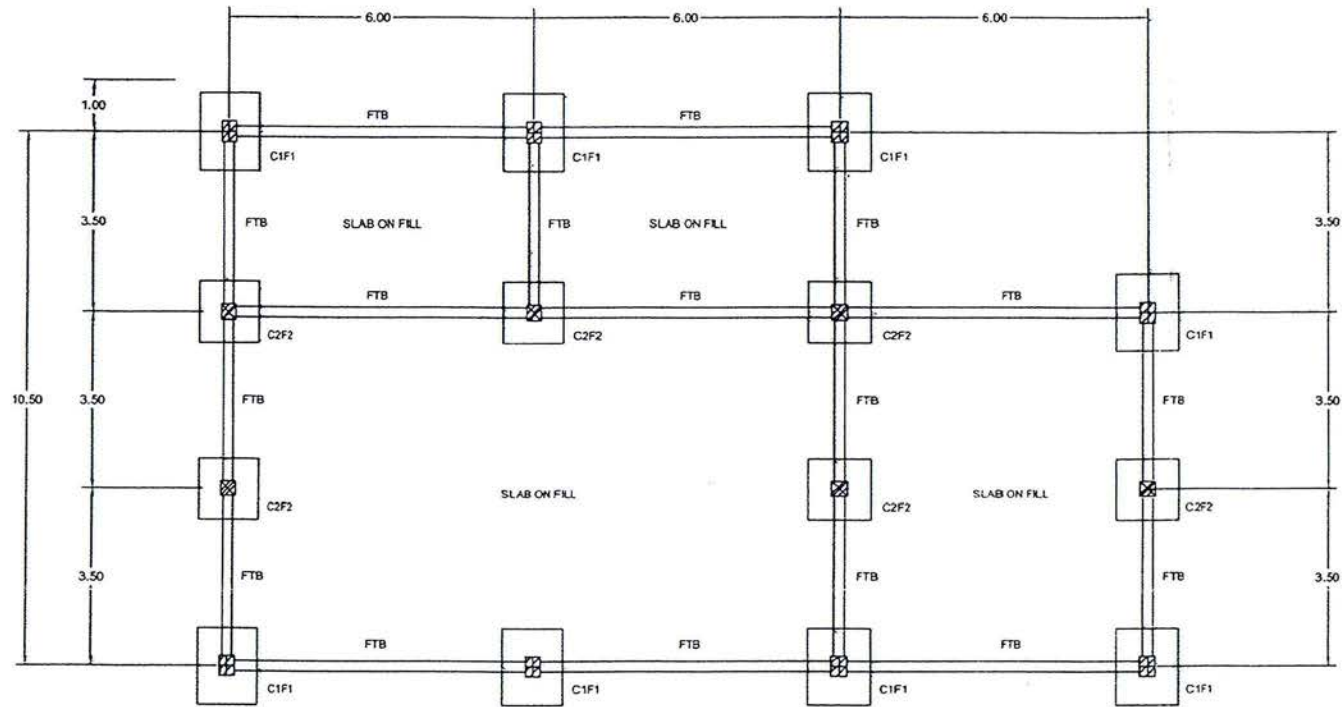 6.00 6.00 6.00
1.00
FTB FTB
C1F1 C1F1 C1F1
3.50 FTB SLAB ON FILL FTB SLAB ON FILL FTB 3.50
FTB FTB FTB
C2F2 C2F2 C2F2 C1F1
10.50 3.50 FTB FTB FTB 3.50
SLAB ON FILL SLAB ON FILL
C2F2 C2F2 C2F2
3.50 FTB FTB FTB 3.50
FTB FTB FTB
C1F1 C1F1 C1F1 C1F1